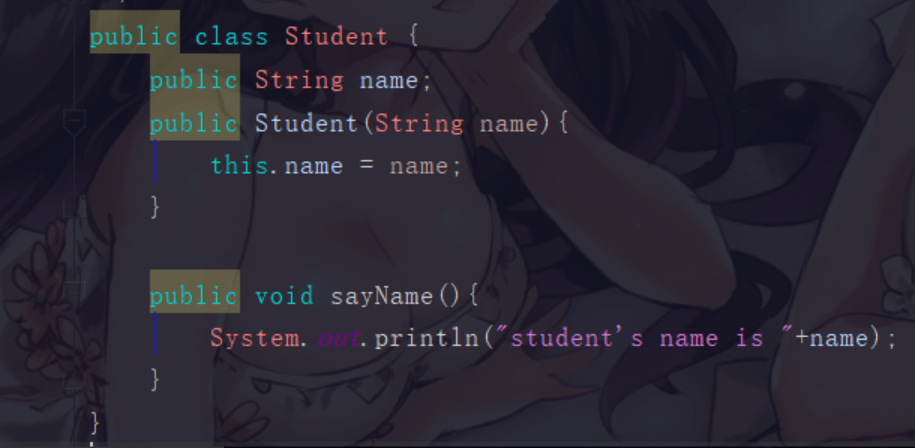 public class Student {
public String name;
public Student(String name){
this.name = name;
}
public void sayName(){
System.out.println("student's name is "+name);
}
}